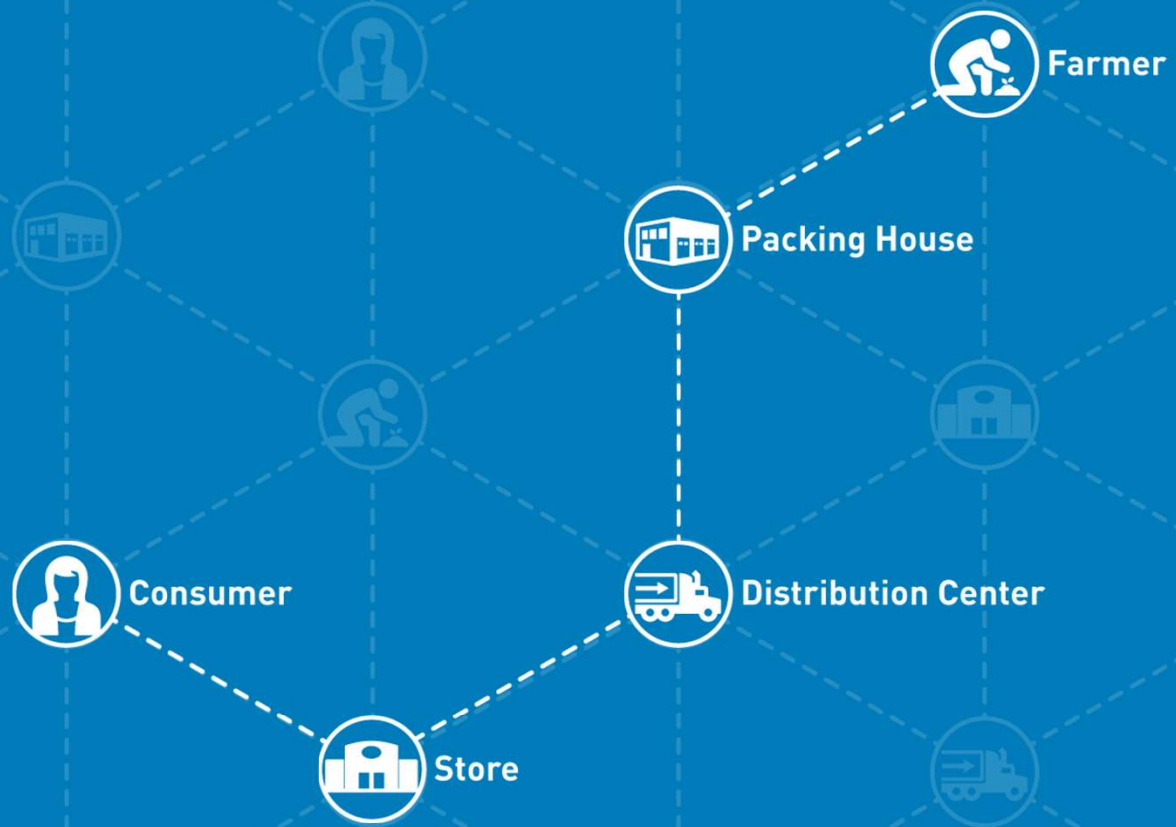 Farmer
Packing House
Consumer
Distribution Center
Store